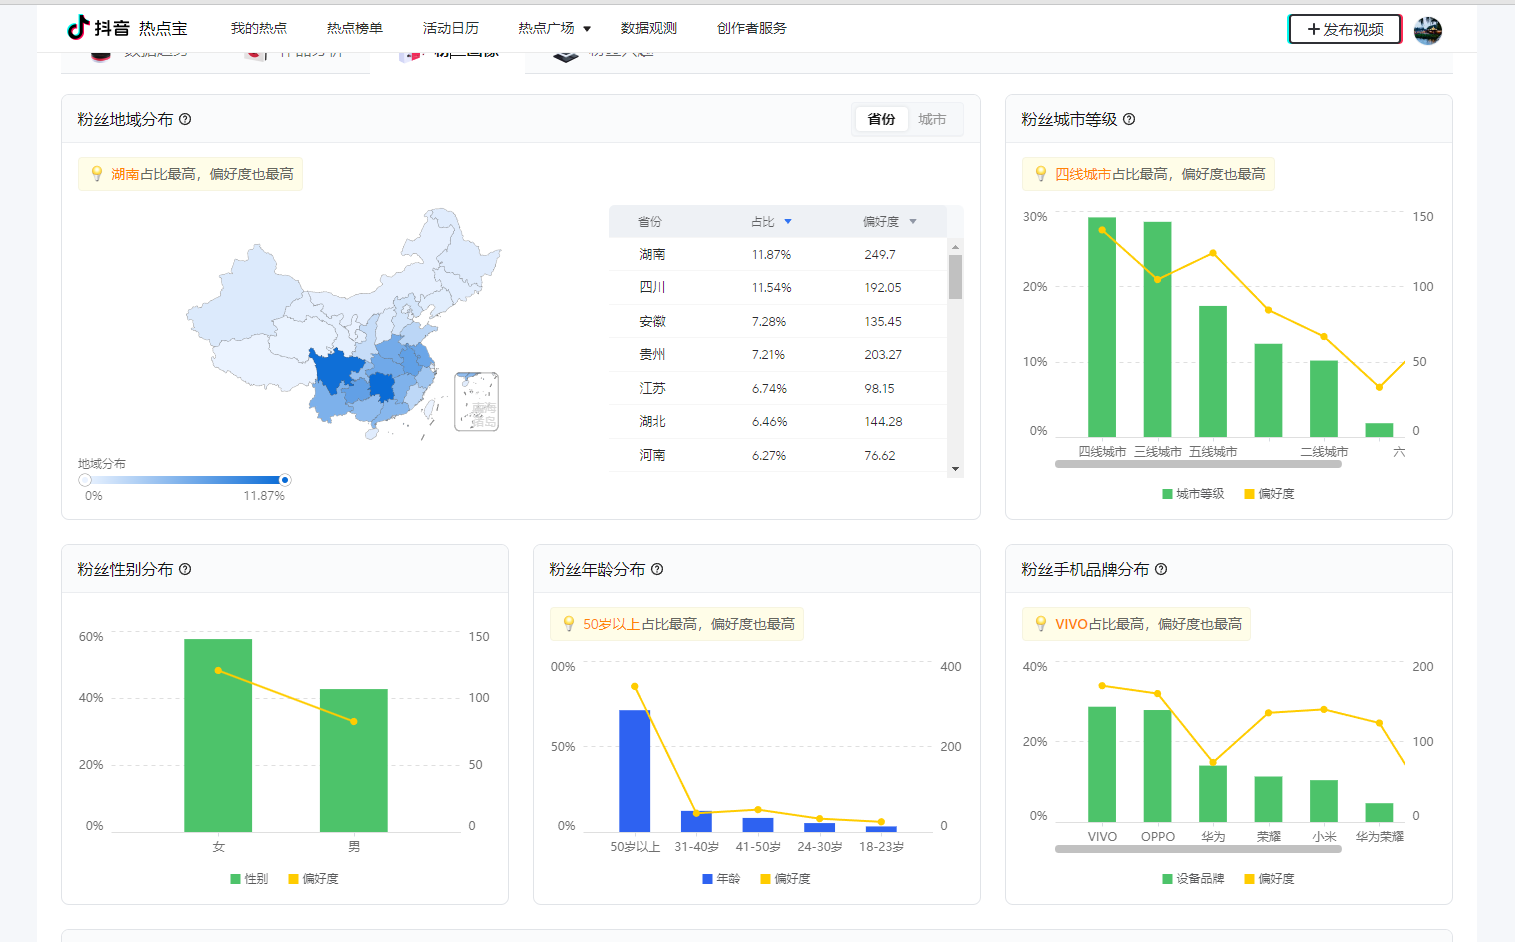 抖音 热点宝 我的热点 热点榜单 活动日历 热点广场 数据观测 创作者服务 +发布视频
粉丝地域分布
省份 城市
湖南占比最高，偏好度也最高
省份 占比 偏好度
湖南 11.87% 249.7
四川 11.54% 192.05
安徽 7.28% 135.45
贵州 7.21% 203.27
江苏 6.74% 98.15
湖北 6.46% 144.28
河南 6.27% 76.62
南海
诸岛
地域分布
0% 11.87%
粉丝城市等级
四线城市占比最高，偏好度也最高
30% 150
20% 100
10% 50
0% 0
四线城市 三线城市 五线城市 二线城市 六
城市等级 偏好度
粉丝性别分布
60% 150
40% 100
20% 50
0% 0
女 男
性别 偏好度
粉丝年龄分布
50岁以上占比最高，偏好度也最高
00% 400
50% 200
0% 0
50岁以上 31-40岁 41-50岁 24-30岁 18-23岁
年龄 偏好度
粉丝手机品牌分布
VIVO占比最高，偏好度也最高
40% 200
20% 100
0% 0
VIVO OPPO 华为 荣耀 小米 华为荣耀
设备品牌 偏好度